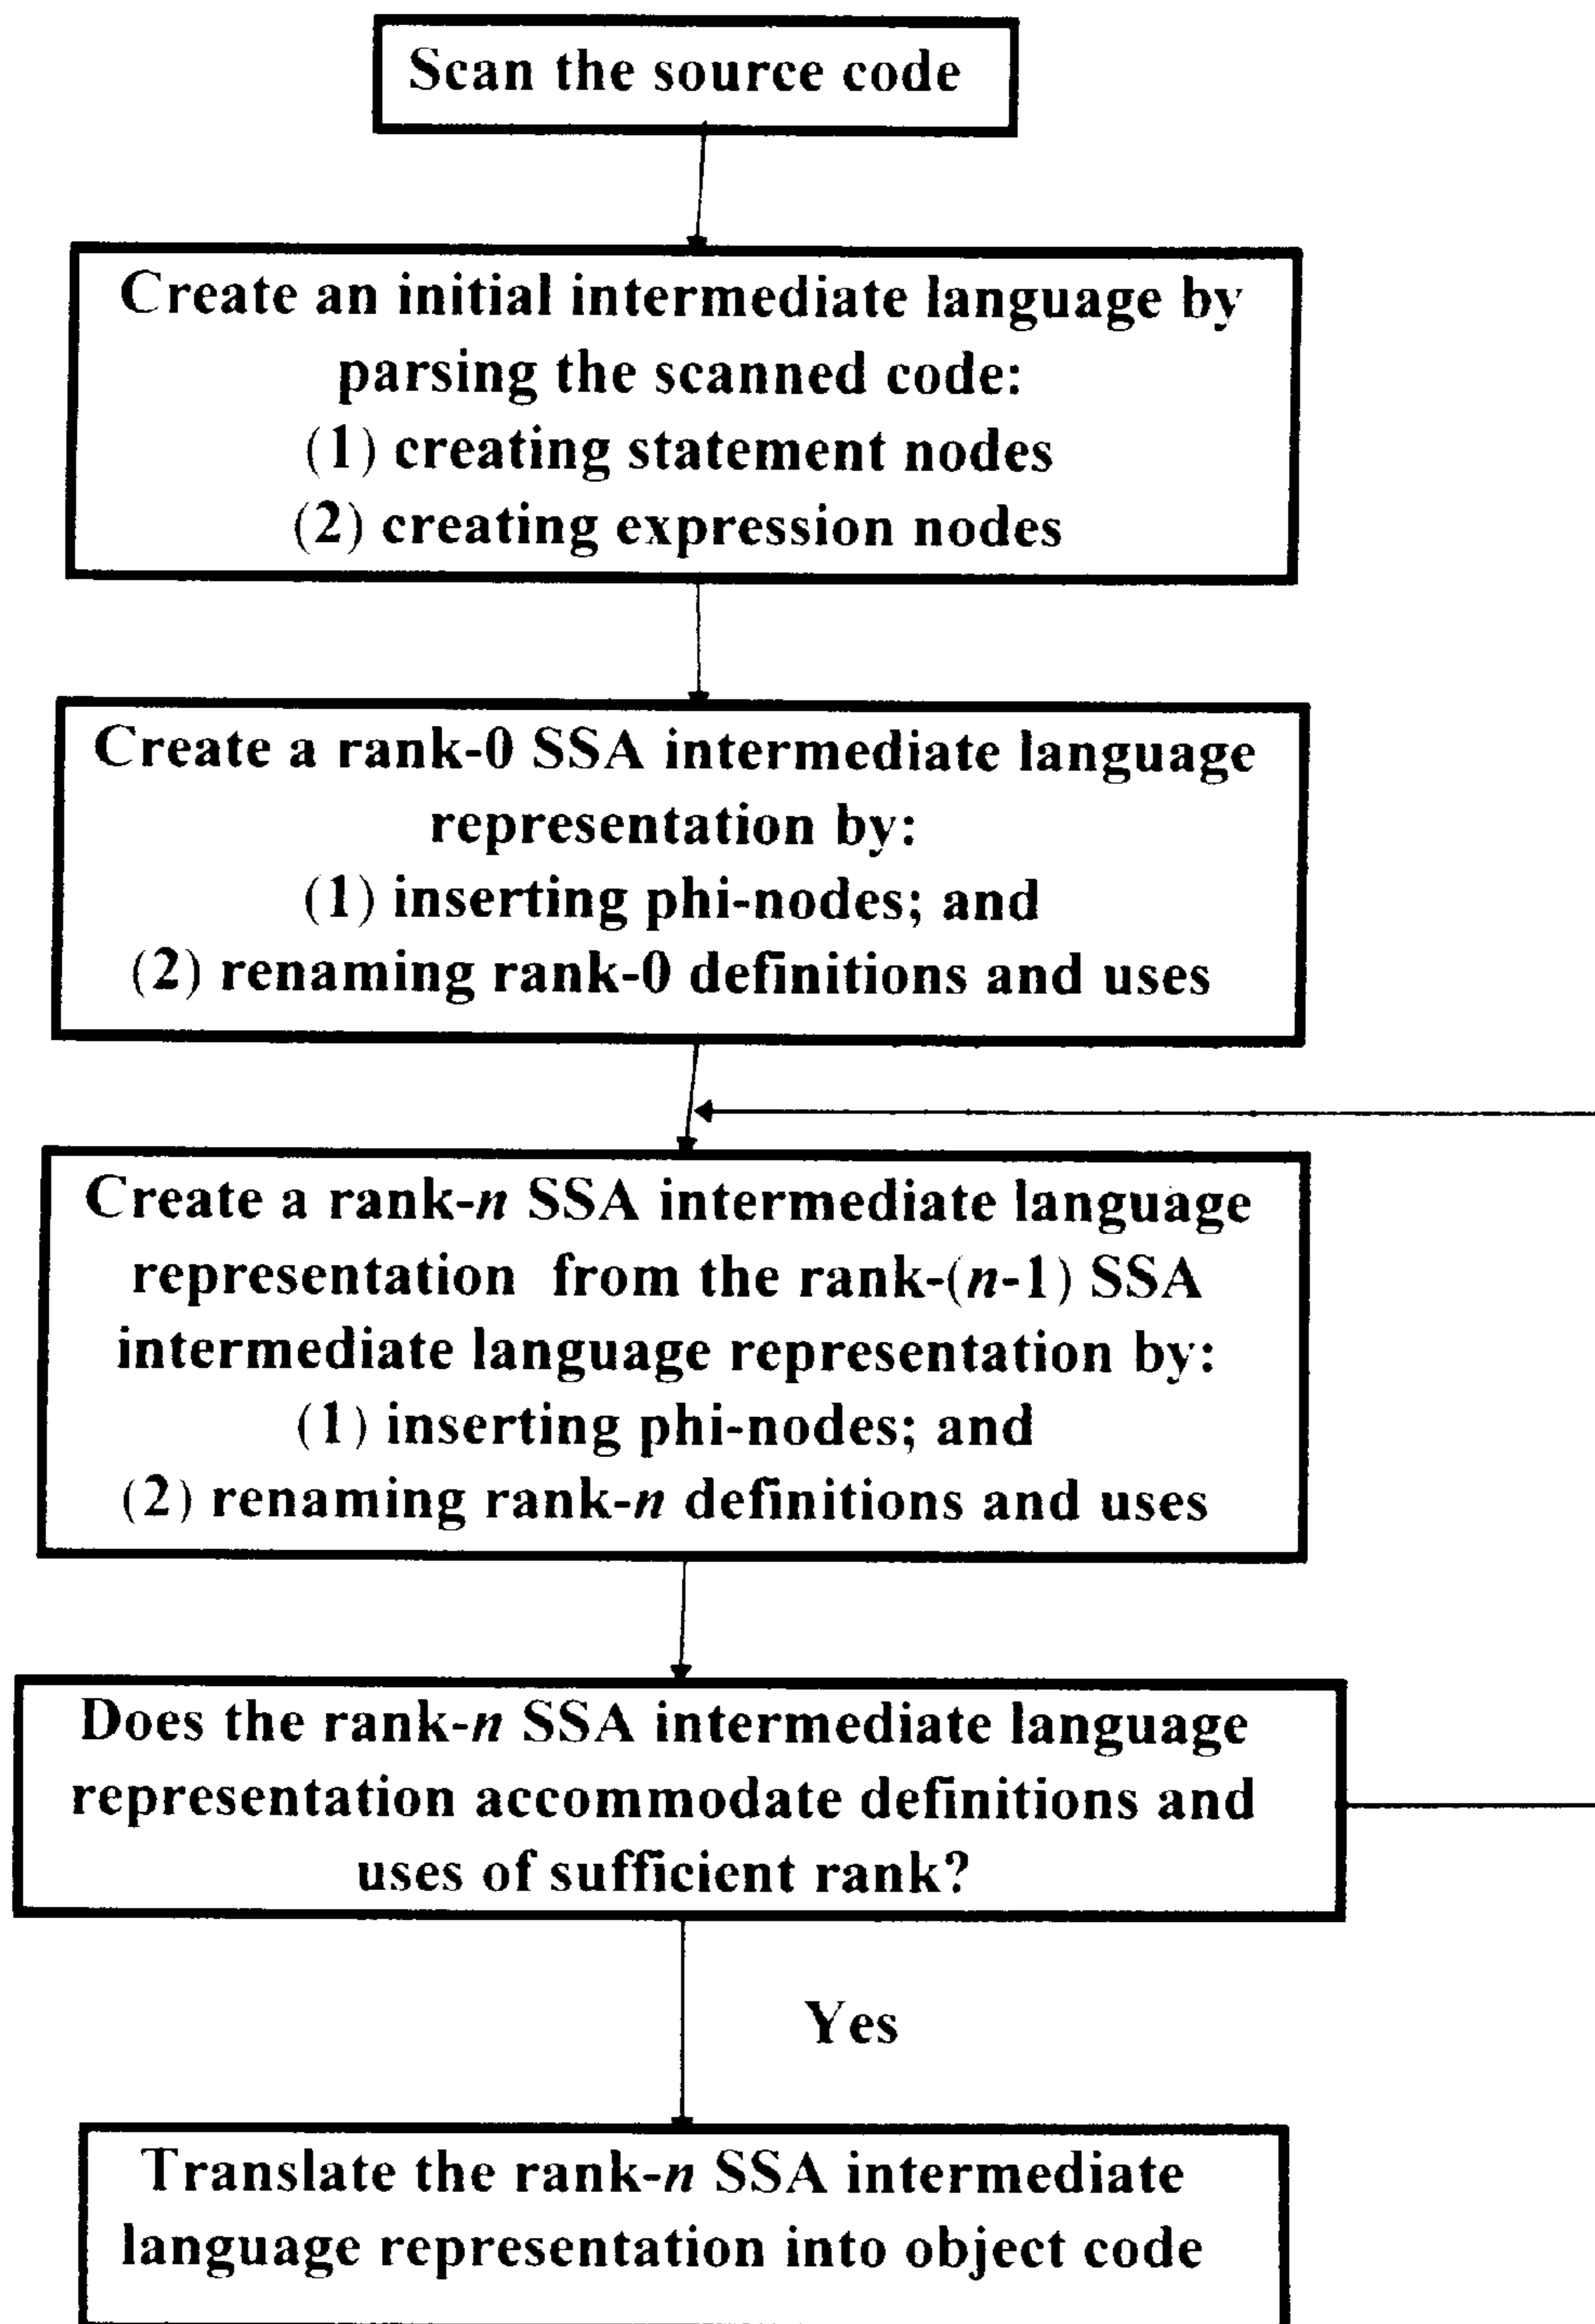 Scan the source code
Create an initial intermediate language by
parsing the scanned code:
(1) creating statement nodes
(2) creating expression nodes
Create a rank-0 SSA intermediate language
representation by:
(1) inserting phi-nodes; and
(2) renaming rank-0 definitions and uses
Create a rank-n SSA intermediate language
representation from the rank-(n-1) SSA
intermediate language representation by:
(1) inserting phi-nodes; and
(2) renaming rank-n definitions and uses
Does the rank-n SSA intermediate language
representation accommodate definitions and
uses of sufficient rank?
Yes
Translate the rank-n SSA intermediate
language representation into object code